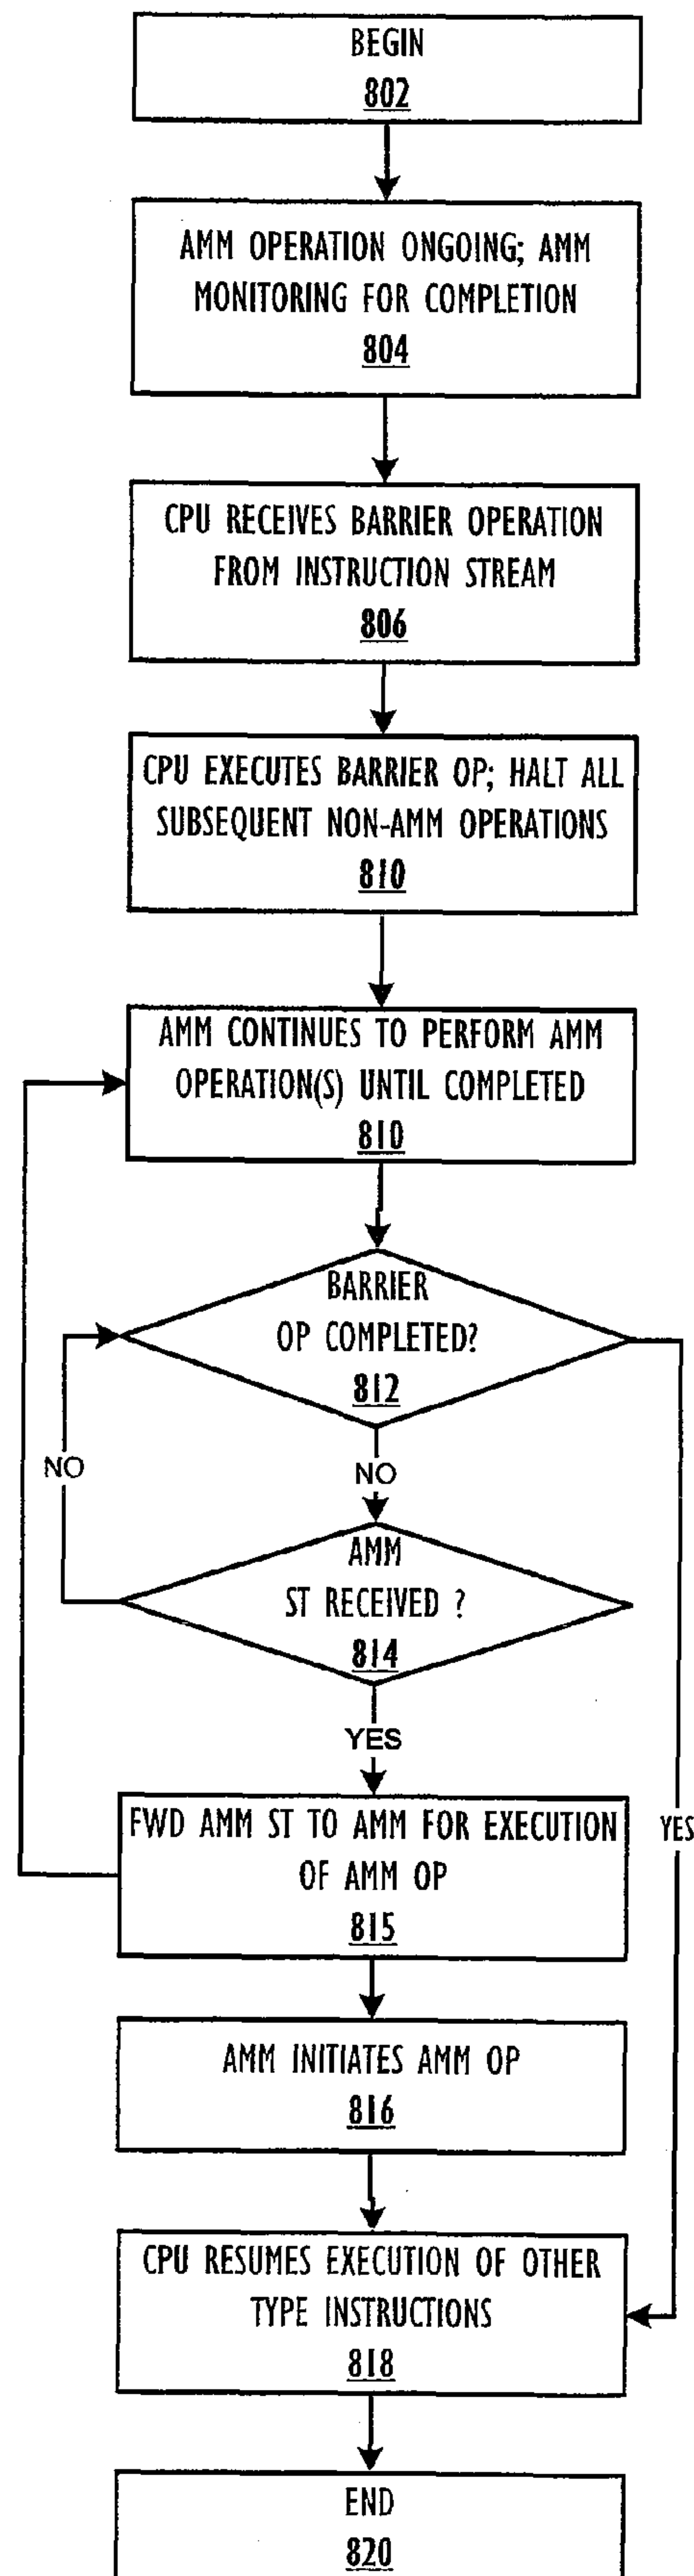 BEGIN
802
AMM OPERATION ONGOING; AMM
MONITORING FOR COMPLETION
804
CPU RECEIVES BARRIER OPERATION
FROM INSTRUCTION STREAM
806
CPU EXECUTES BARRIER OP; HALT ALL
SUBSEQUENT NON-AMM OPERATIONS
810
AMM CONTINUES TO PERFORM AMM
OPERATION(S) UNTIL COMPLETED
810
BARRIER
OP COMPLETED?
812
NO
NO
AMM
ST RECEIVED ?
814
YES
FWD AMM ST TO AMM FOR EXECUTION
OF AMM OP
815
YES
AMM INITIATES AMM OP
816
CPU RESUMES EXECUTION OF OTHER
TYPE INSTRUCTIONS
818
END
820